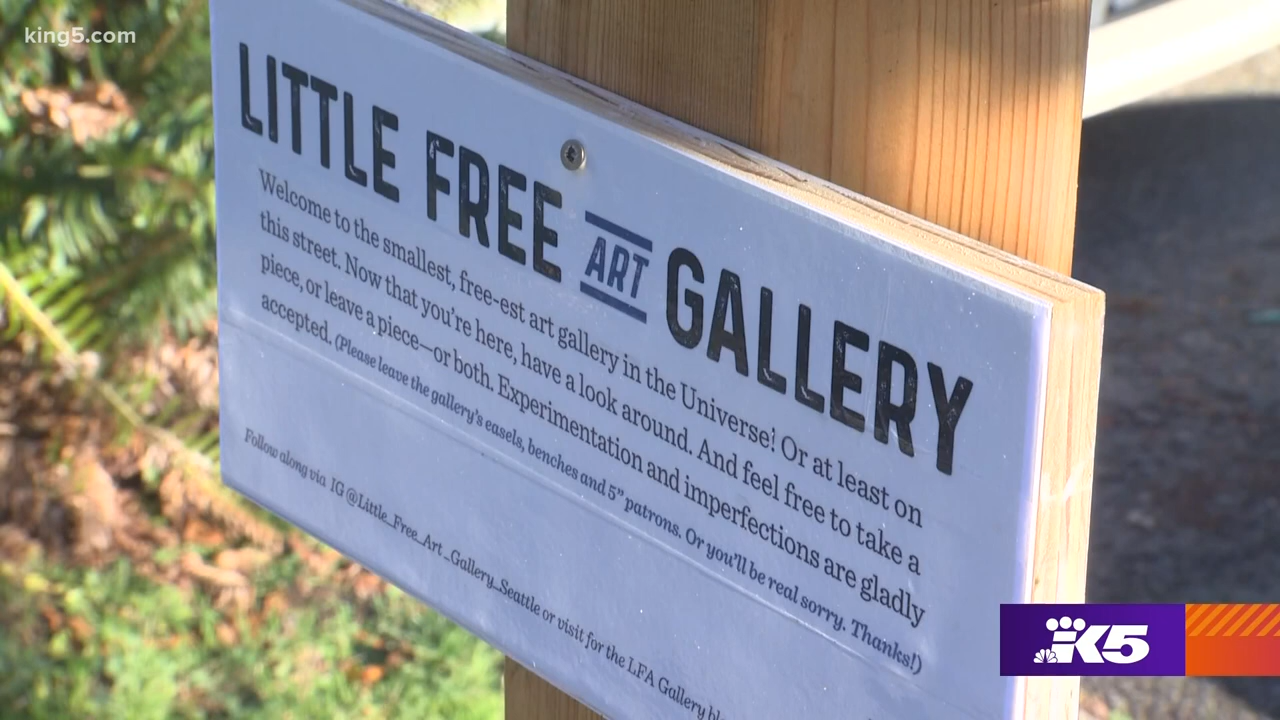 king5.com
LITTLE FREE ART GALLERY
Welcome to the smallest, free-est art gallery in the Universe! Or at least on
this street. Now that you're here, have a look around. And feel free to take a
piece, or leave a piece—or both. Experimentation and imperfections are gladly
accepted. (Please leave the gallery's easels, benches and 5" patrons. Or you'll be real sorry. Thanks!)
Follow along via IG @Little_Free_Art_Gallery_Seattle or visit for the LFA Gallery
K5